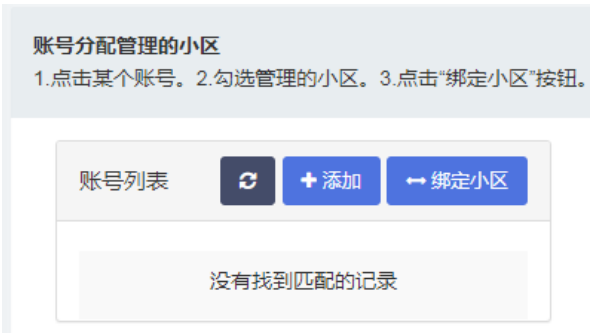 账号分配管理的小区
1.点击某个账号。2.勾选管理的小区。3.点击“绑定小区”按钮。
账号列表 添加 绑定小区
没有找到匹配的记录